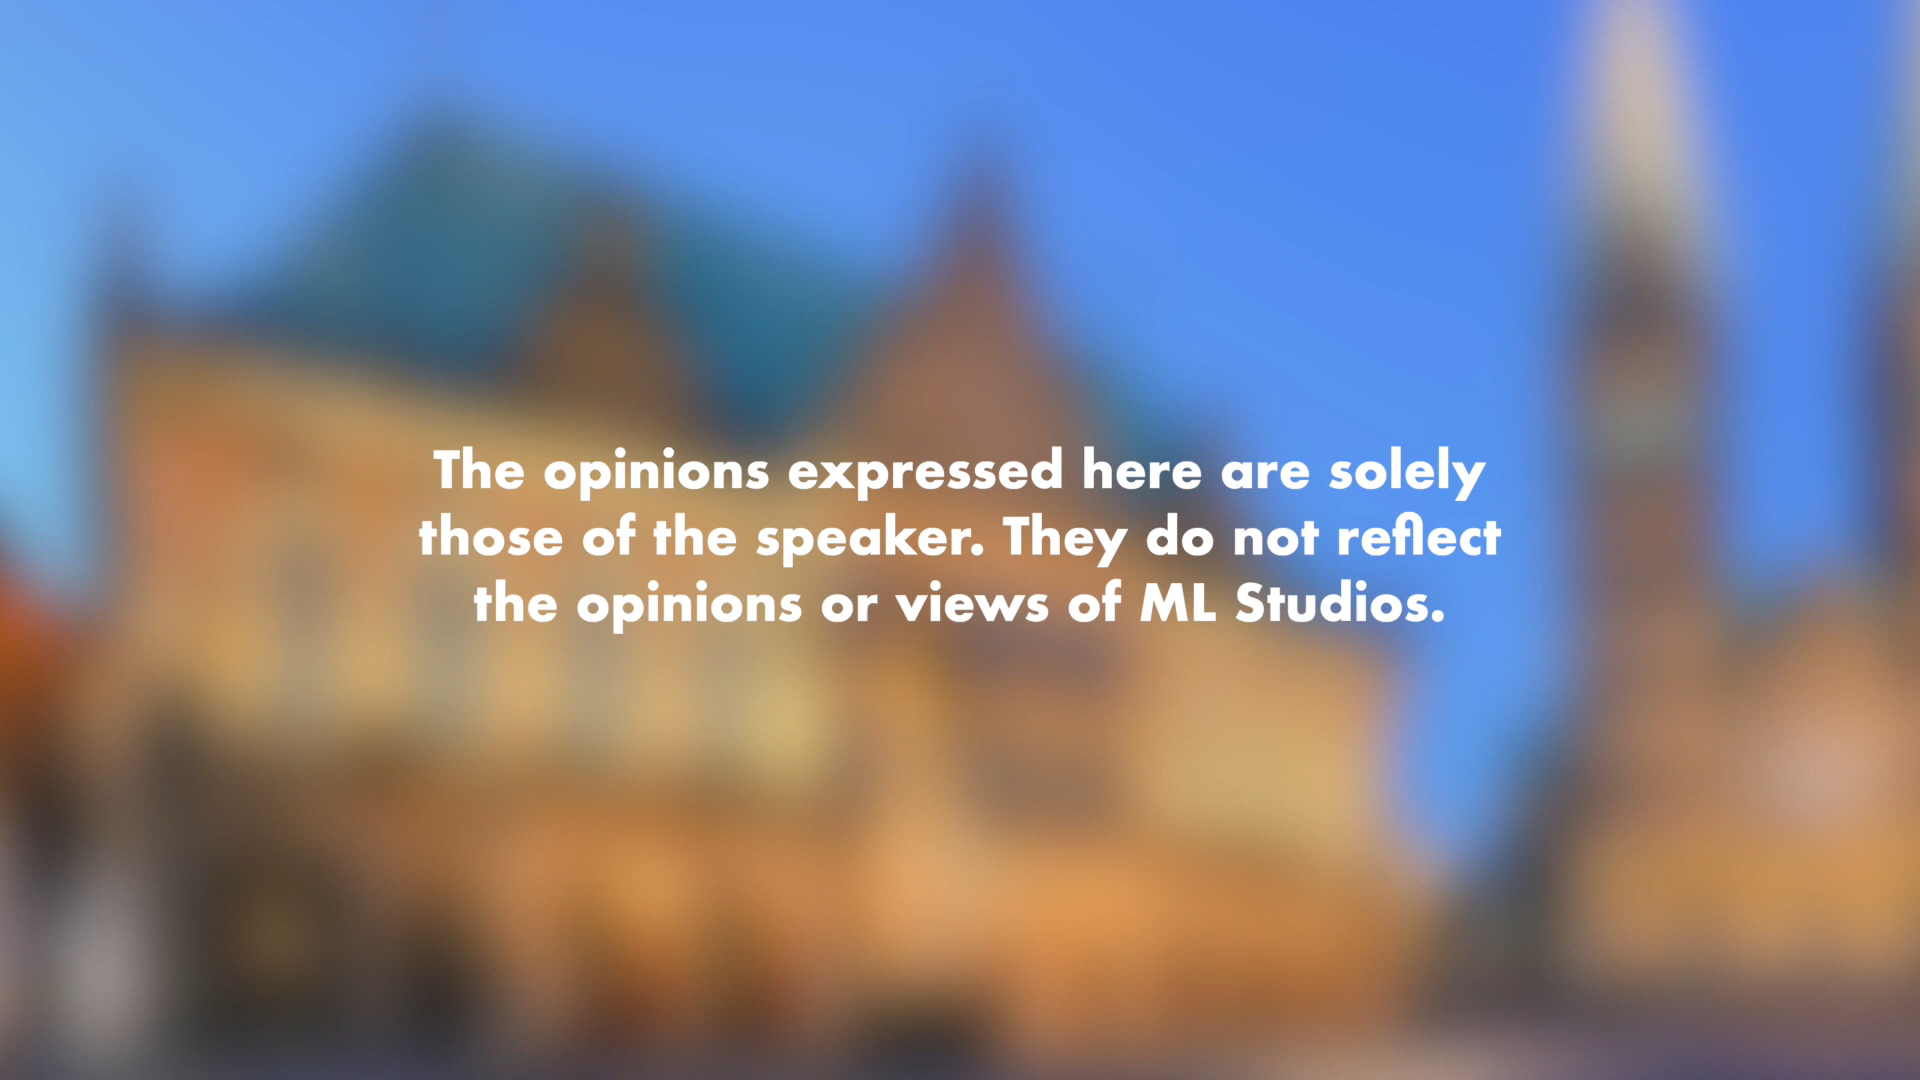 The opinions expressed here are solely
those of the speaker. They do not reflect
the opinions or views of ML Studios.